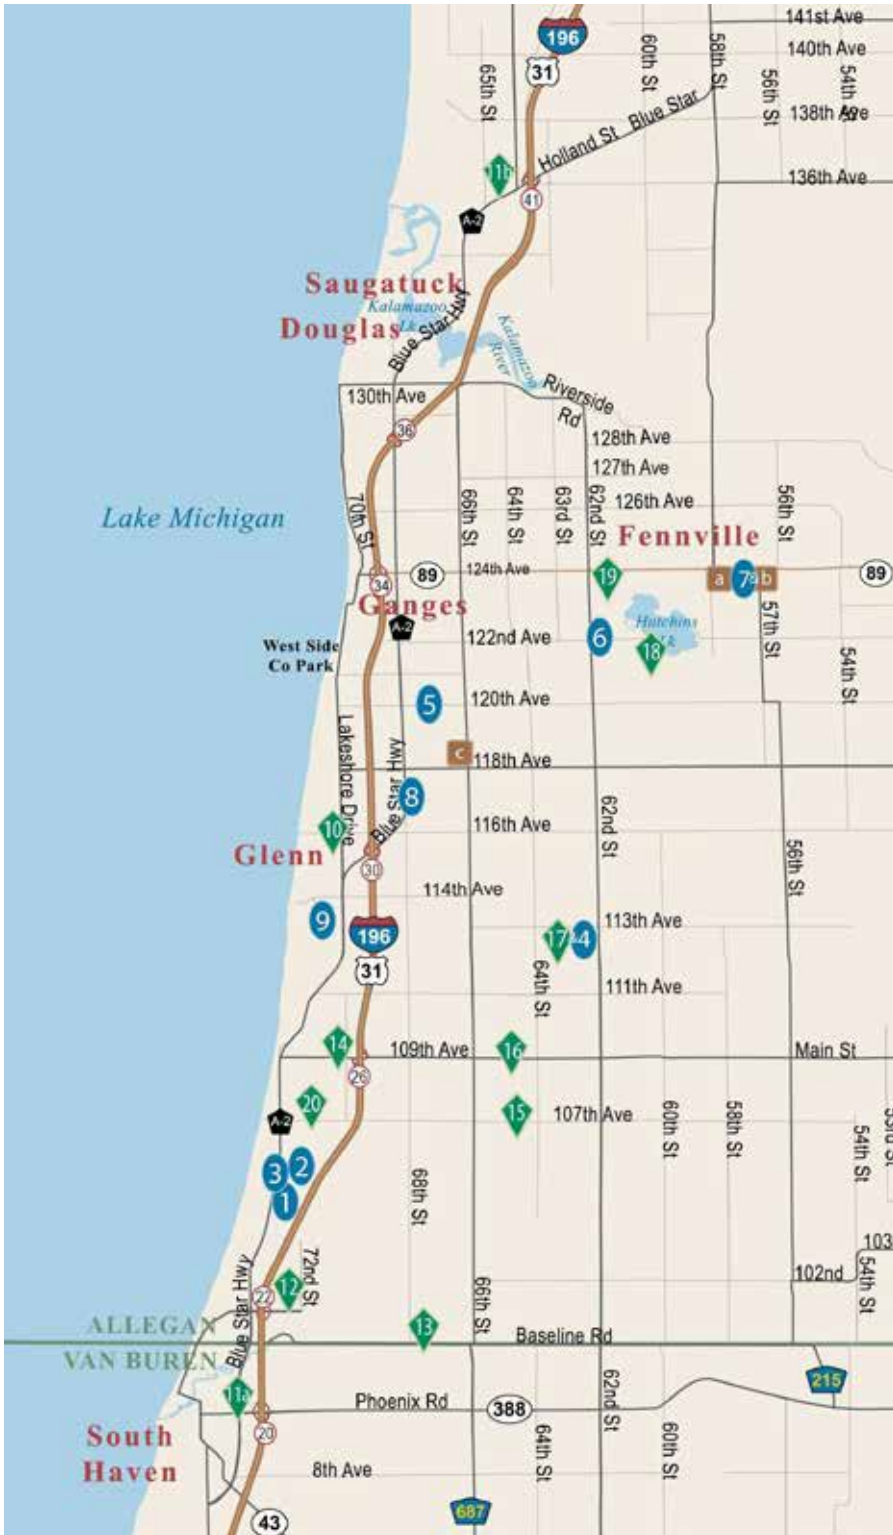 141st Ave
196
140th Ave
58th St
60th St
31
65th St
56th St
54th St
138th Ave
Holland St Blue Star
11b
136th Ave
41
A-2
Saugatuck
Kalamazoo
Lk
Douglas
Blue Star Hwy
Kalamazoo
River
Riverside
Rd
130th Ave
36
128th Ave
127th Ave
70th St
66th St
64th St
63rd St
62nd St
126th Ave
56th St
Lake Michigan
Fennville
34
89
124th Ave
19
a
7
b
89
Ganges
A-2
122nd Ave
6
Hutchins
Lk
18
57th St
West Side
Co Park
54th St
5
120th Ave
Lakeshore Drive
Blue Star Hwy
c
118th Ave
8
10
116th Ave
62nd St
Glenn
30
56th St
114th Ave
9
196
113th Ave
17
4
31
64th St
111th Ave
14
109th Ave
16
Main St
26
20
15
107th Ave
60th St
58th St
54th St
53rd St
A-2
3
2
1
68th St
103
72nd St
102nd
54th St
Blue Star Hwy
12
22
66th St
13
ALLEGAN
Baseline Rd
VAN BUREN
215
11a
Phoenix Rd
388
62nd St
South
Haven
20
64th St
60th St
8th Ave
43
687